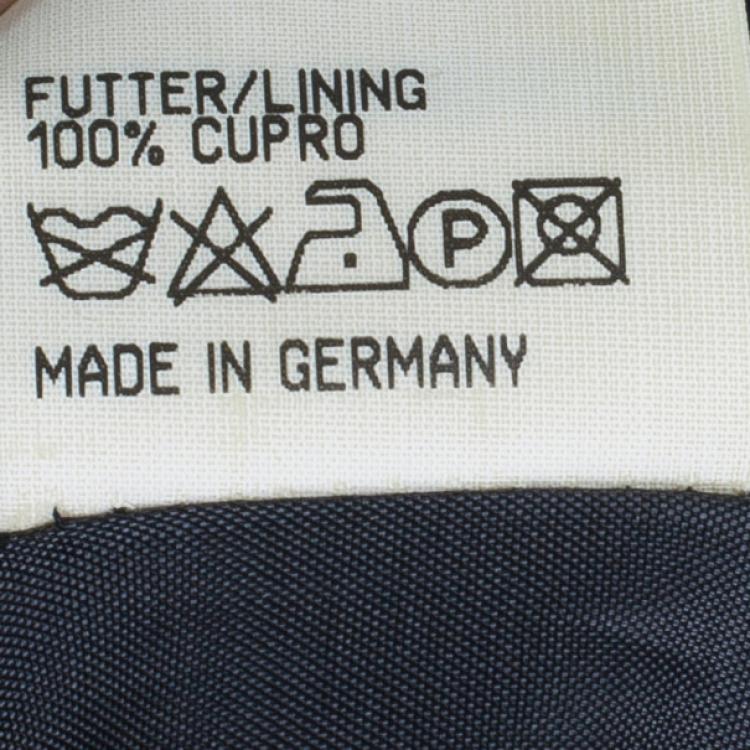 FUTTER/LINING
100% CUPRO
P
MADE IN GERMANY